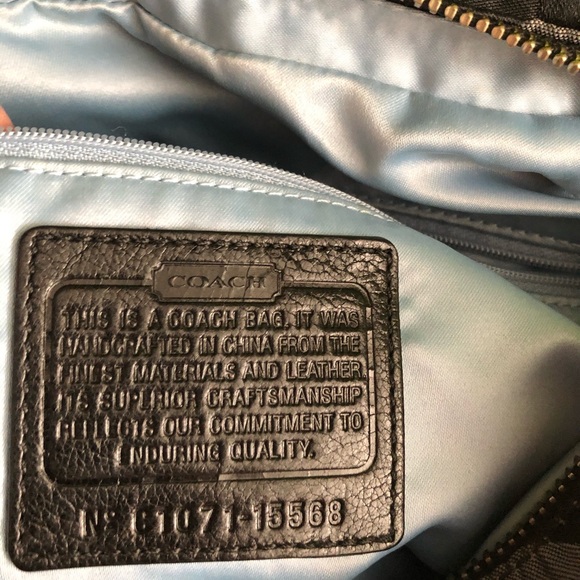 COACH
THIS IS A COACH BAG. IT WAS
HANDCRAFTED IN CHINA FROM THE
FINEST MATERIALS AND LEATHER
ITS SUPERIOR CRAFTSMANSHIP
REFLECTS OUR COMMITMENT TO
ENDURING QUALITY.
Nº C1071-15568